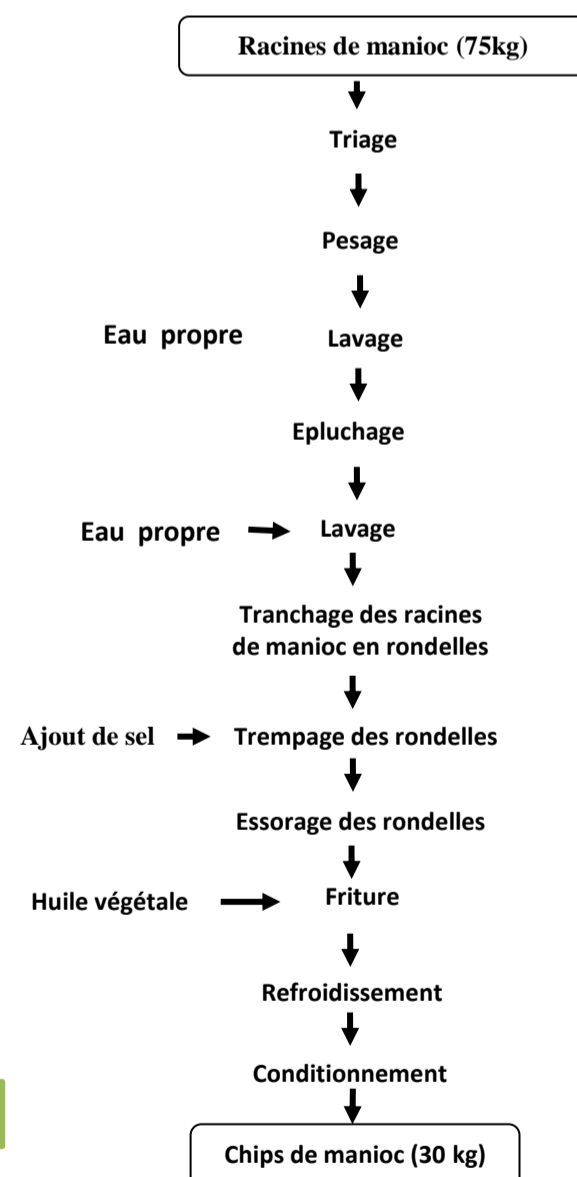 Racines de manioc (75kg)
Triage
Pesage
Eau propre Lavage
Epluchage
Eau propre Lavage
Tranchage des racines
de manioc en rondelles
Ajout de sel Trempage des rondelles
Essorage des rondelles
Huile végétale Friture
Refroidissement
Conditionnement
Chips de manioc (30 kg)